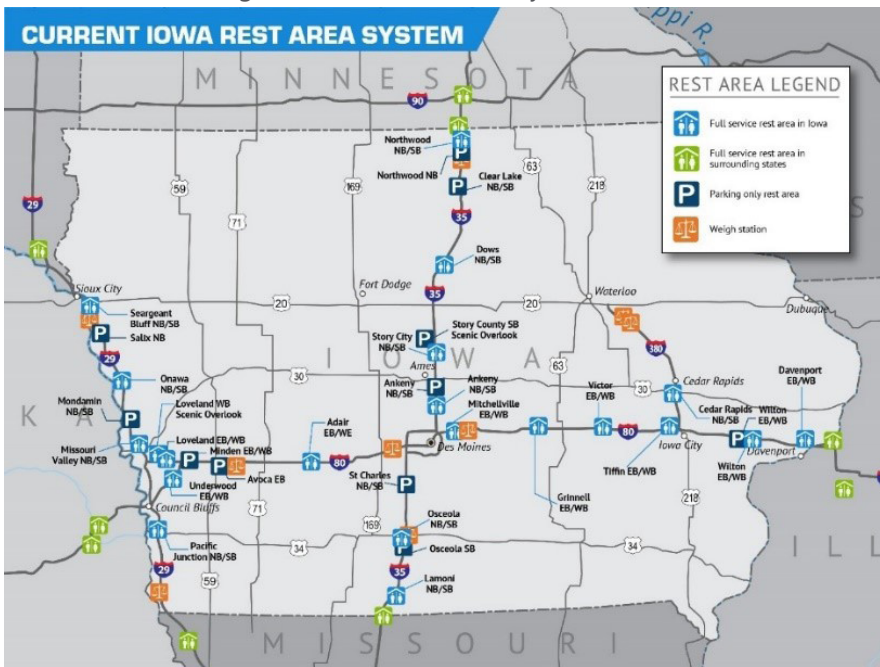 CURRENT IOWA REST AREA SYSTEM
MINNESOTA
90
REST AREA LEGEND
Full service rest area in Iowa
Full service rest area in
surrounding states
Parking only rest area
Weigh station
Northwood
NB/SB
Northwood NB
Clear Lake
NB/SB
63
218
59
169
71
35
29
Dows
NB/SB
Sioux City
Fort Dodge
Waterloo
Dubuque
20
35
20
Seargeant
Bluff NB/SB
Salix NB
29
Story City
NB/SB
Story County SB
Scenic Overlook
IOWA
Ames
380
Onawa
NB/SB
30
Ankeny
NB/SB
Ankeny
NB/SB
63
30
Cedar Rapids
Davenport
EB/WB
Mondamin
NB/SB
Loveland WB
Scenic Overlook
Mitchellville
EB/WB
Victor
EB/WB
Cedar Rapids
NB/SB
Wilton
EB/WB
Adair
EB/WE
Missouri
Valley NB/SB
Loveland EB/WB
Minden EB/WB
Avoca EB
80
Des Moines
80
Iowa City
Tiffin EB/WB
Wilton
EB/WB
Davenport
Underwood
EB/WB
St Charles
NB/SB
Grinnell
EB/WB
Council Bluffs
71
169
218
Osceola
NB/SB
Osceola SB
Pacific
Junction NB/SB
34
34
29
59
35
Lamoni
NB/SB
ILL
MISSOURI